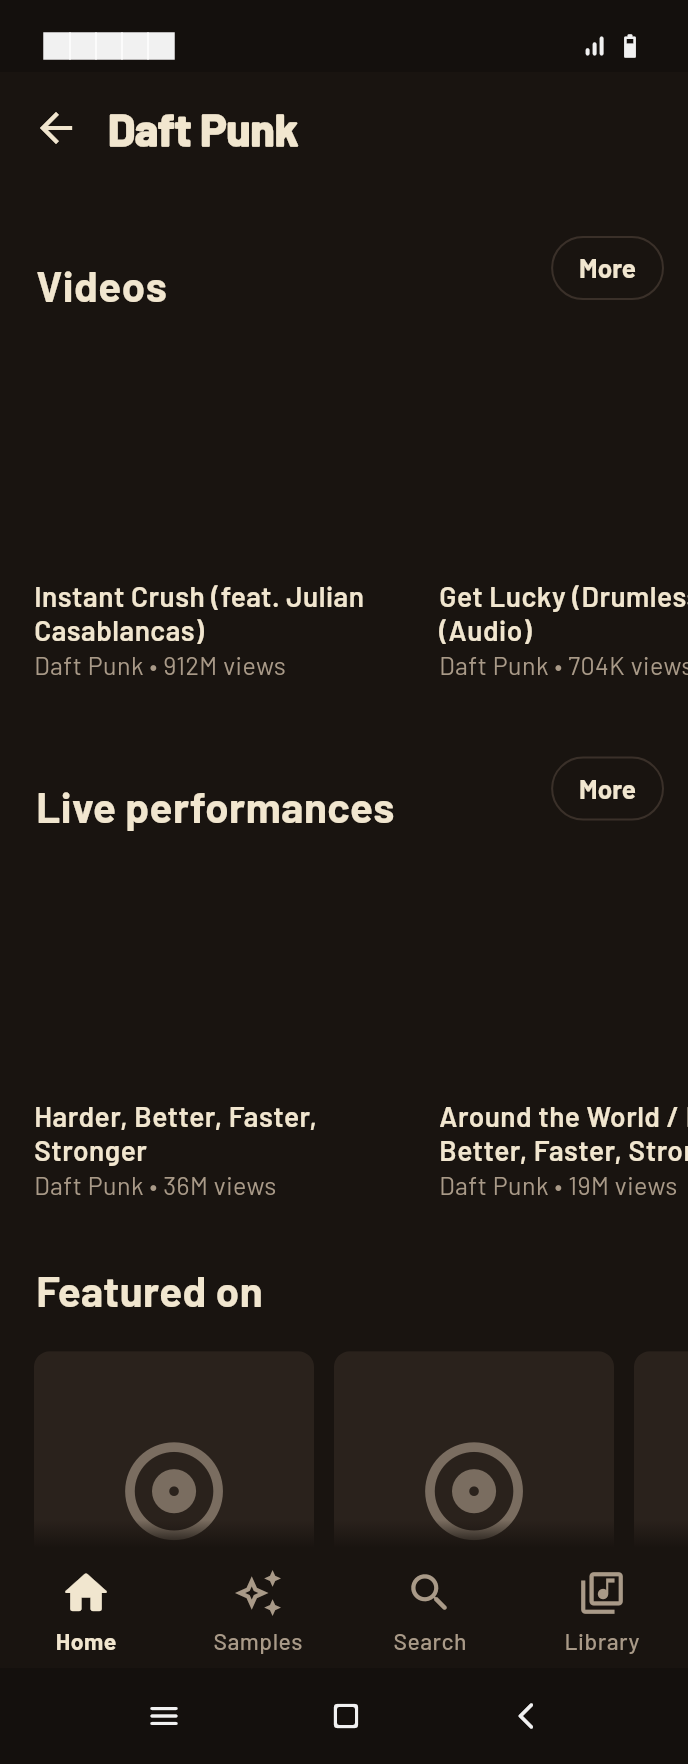 Daft Punk
Videos
More
Instant Crush (feat. Julian
Casablancas)
Daft Punk • 912M views
Get Lucky (Drumless
(Audio)
Daft Punk • 704K views
Live performances
More
Harder, Better, Faster,
Stronger
Daft Punk • 36M views
Around the World /
Better, Faster,
Daft Punk • 19M views
Featured on
Home
Samples
Search
Library